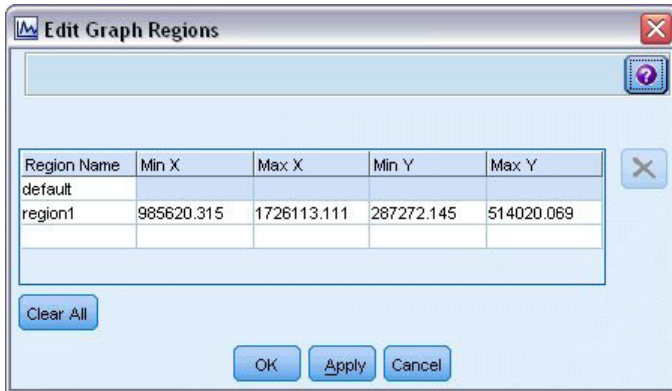 Edit Graph Regions
Region Name Min X Max X Min Y Max Y
default
region1 985620.315 1726113.111 287272.145 514020.069
Clear All
OK Apply Cancel